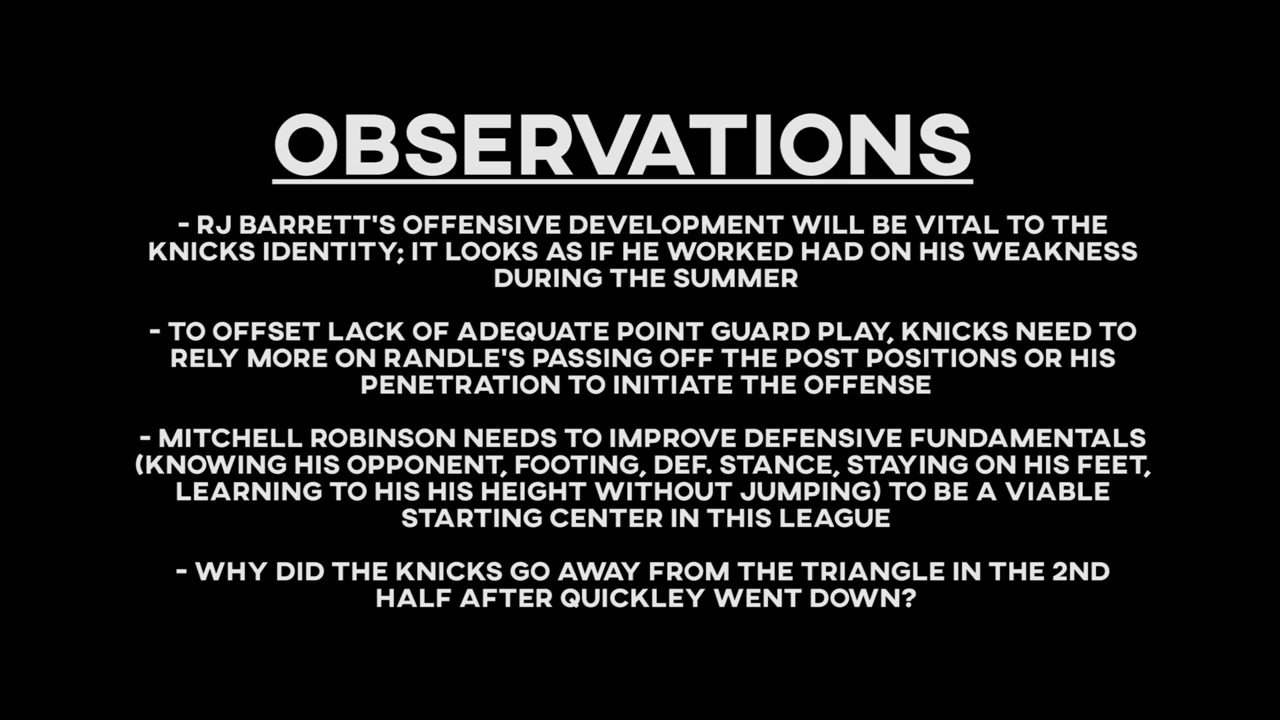 OBSERVATIONS
- RJ BARRETT'S OFFENSIVE DEVELOPMENT WILL BE VITAL TO THE
KNICKS IDENTITY; IT LOOKS AS IF HE WORKED HAD ON HIS WEAKNESS
DURING THE SUMMER
- TO OFFSET LACK OF ADEQUATE POINT GUARD PLAY, KNICKS NEED TO
RELY MORE ON RANDLE'S PASSING OFF THE POST POSITIONS OR HIS
PENETRATION TO INITIATE THE OFFENSE
- MITCHELL ROBINSON NEEDS TO IMPROVE DEFENSIVE FUNDAMENTALS
(KNOWING HIS OPPONENT, FOOTING, DEF. STANCE, STAYING ON HIS FEET,
LEARNING TO HIS HIS HEIGHT WITHOUT JUMPING) TO BE A VIABLE
STARTING CENTER IN THIS LEAGUE
- WHY DID THE KNICKS GO AWAY FROM THE TRIANGLE IN THE 2ND
HALF AFTER QUICKLEY WENT DOWN?